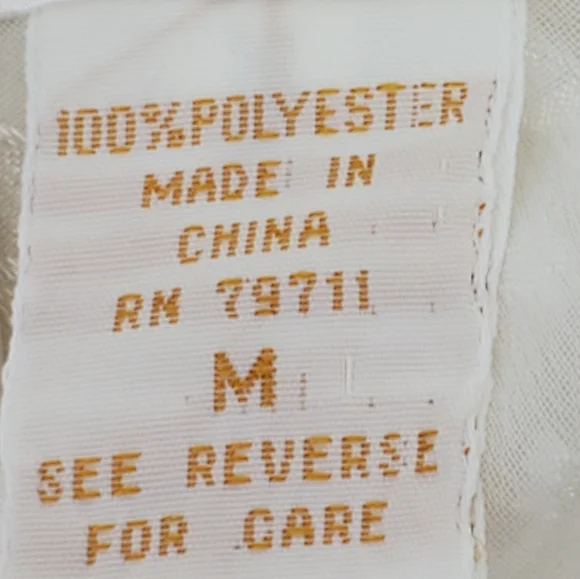 100%POLYESTER
MADE IN
CHINA
RN 79711
M
SEE REVERSE
FOR CARE